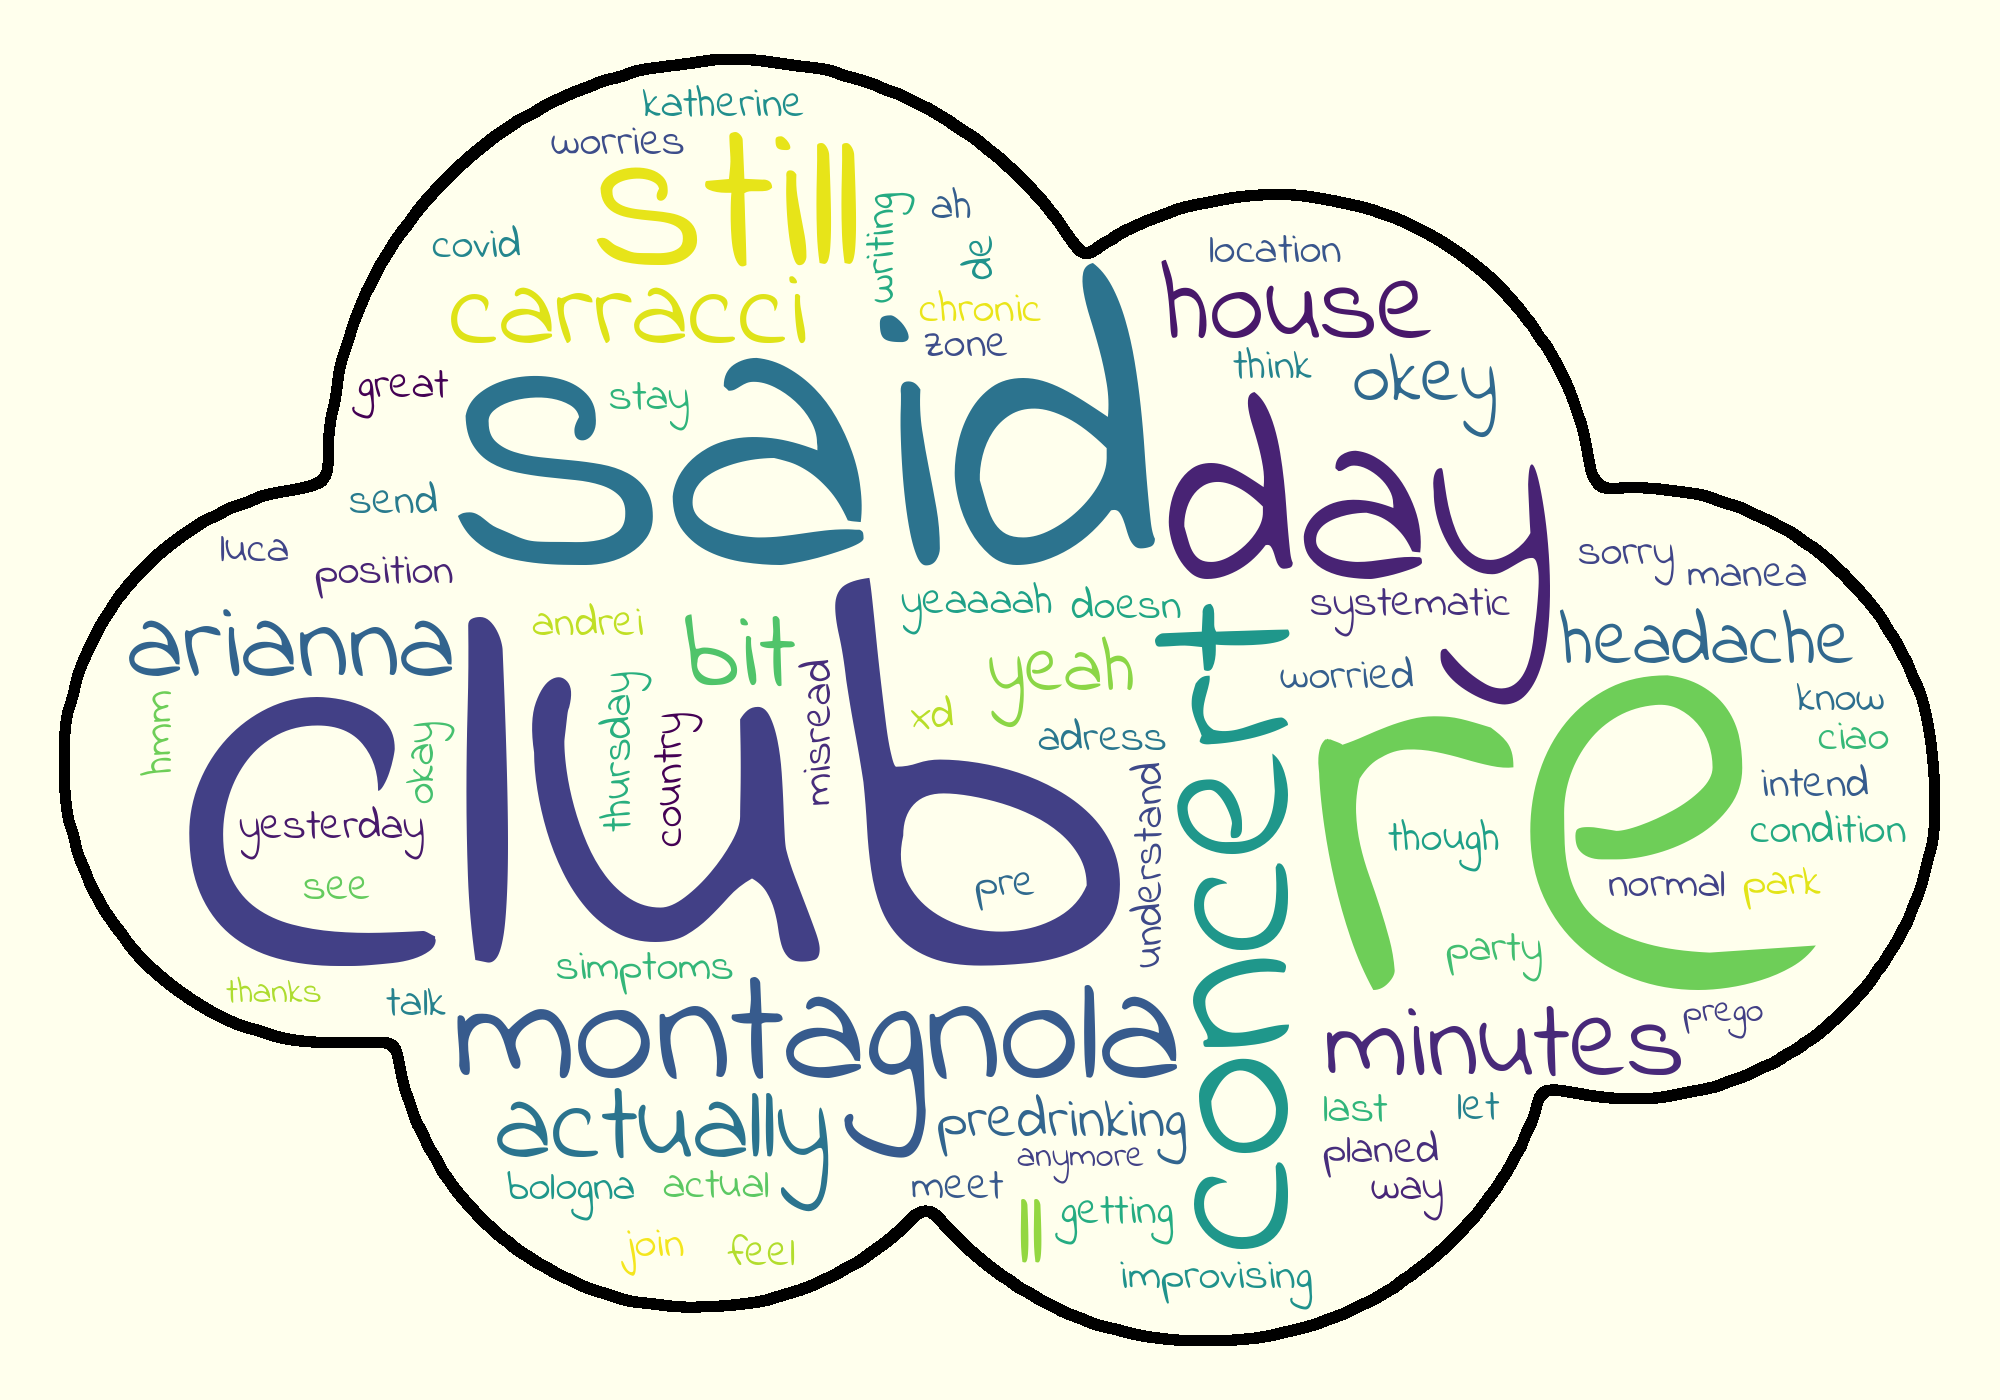 katherine
worries
still
writing
ah
de
covid
carracci
chronic
zone
location
house
think
okey
great
stay
said
day
send
luca
position
sorry
manea
arianna
andrei
bit
yeaaaah
doesn
systematic
headache
yeah
worried
concert
misread
thursday
country
xd
adress
know
ciao
hmm
okay
club
re
intend
condition
yesterday
understand
though
see
pre
normal
park
party
simptoms
thanks
talk
montagnola
minutes
prego
actually
predrinking
anymore
last
let
planed
way
bologna
actual
meet
ll
getting
join
feel
improvising